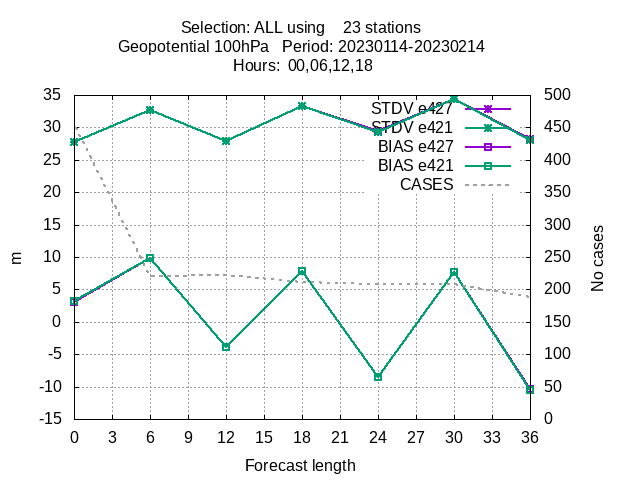 Selection: ALL using    23 stations
Geopotential 100hPa   Period: 20230114-20230214
Hours:  00,06,12,18
35
30
25
20
15
10
5
0
-5
-10
-15
m
STDV e427
STDV e421
BIAS e427
BIAS e421
CASES
500
450
400
350
300
250
200
150
100
50
0
No cases
0 3 6 9 12 15 18 21 24 27 30 33 36
Forecast length